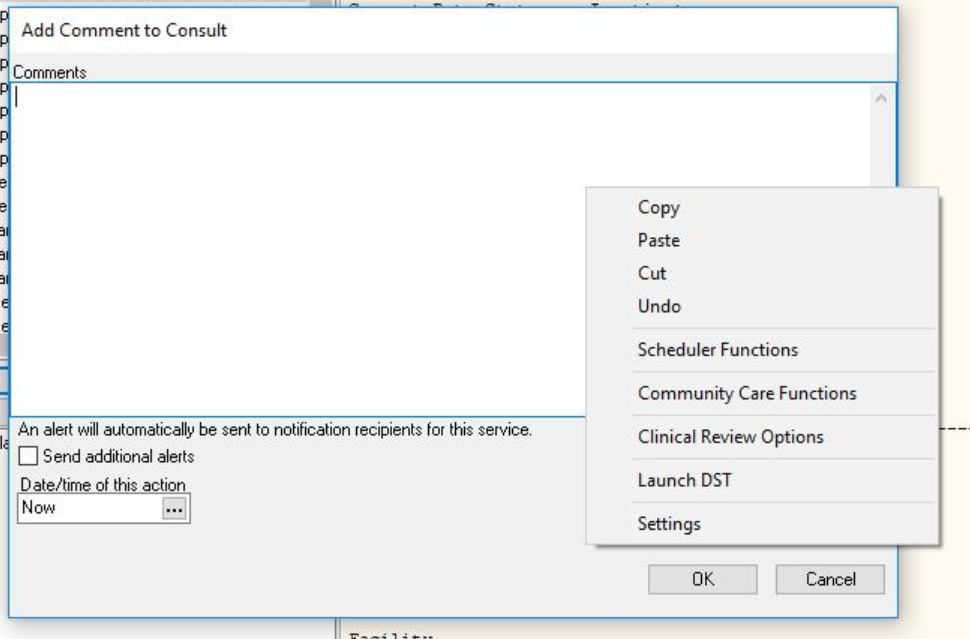 Add Comment to Consult
Comments
Copy
Paste
Cut
Undo
Scheduler Functions
Community Care Functions
Clinical Review Options
Launch DST
Settings
An alert will automatically be sent to notification recipients for this service.
Send additional alerts
Date/time of this action
Now
...
OK
Cancel
Facility